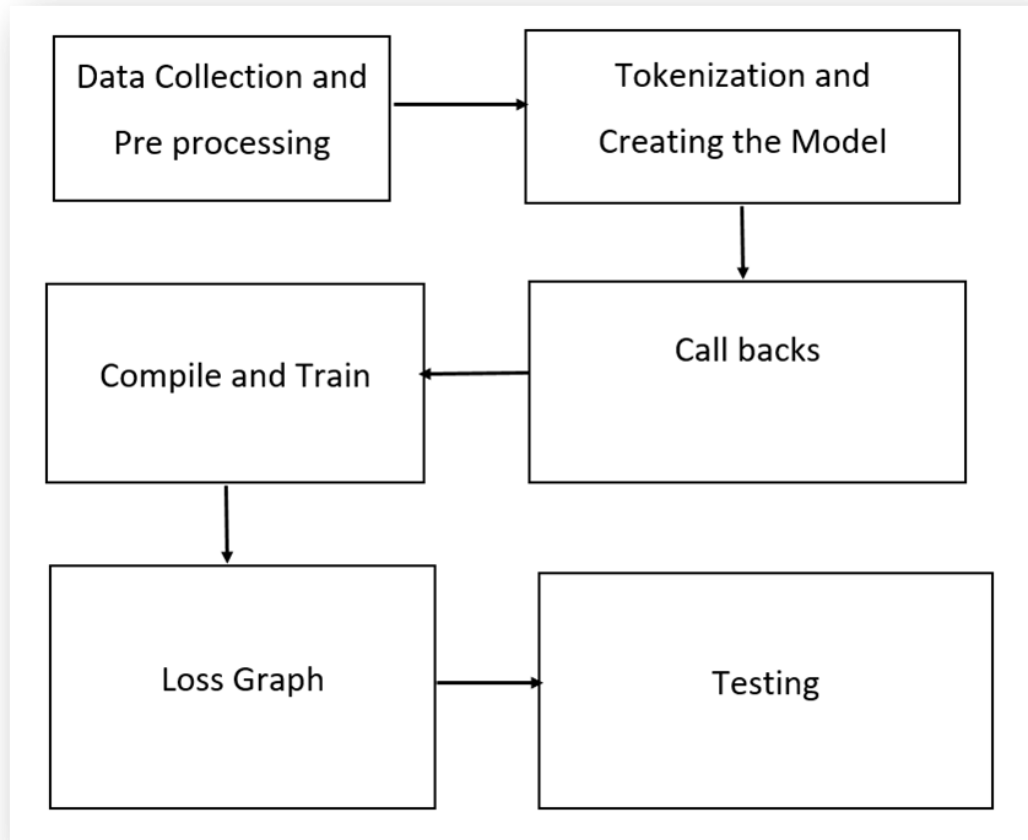 Data Collection and
Pre processing
Tokenization and
Creating the Model
Call backs
Compile and Train
Loss Graph
Testing